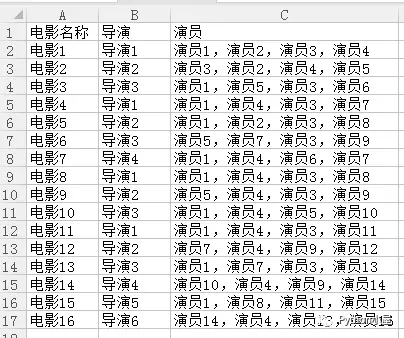 A B C
1 电影名称 导演 演员
2 电影1 导演1 演员1，演员2，演员3，演员4
3 电影2 导演2 演员3，演员2，演员4，演员5
4 电影3 导演3 演员1，演员5，演员3，演员6
5 电影4 导演1 演员1，演员4，演员3，演员7
6 电影5 导演2 演员1，演员2，演员3，演员8
7 电影6 导演3 演员5，演员7，演员3，演员9
8 电影7 导演4 演员1，演员4，演员6，演员7
9 电影8 导演1 演员1，演员4，演员3，演员8
10 电影9 导演2 演员5，演员4，演员3，演员9
11 电影10 导演3 演员1，演员4，演员5，演员10
12 电影11 导演1 演员1，演员4，演员3，演员11
13 电影12 导演2 演员7，演员4，演员9，演员12
14 电影13 导演3 演员1，演员7，演员3，演员13
15 电影14 导演4 演员10，演员4，演员9，演员14
16 电影15 导演5 演员1，演员8，演员11，演员15
17 电影16 导演6 演员14，演员4，